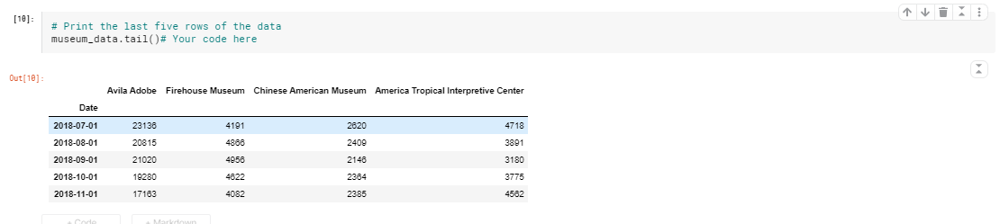 [10]:
# Print the last five rows of the data
museum_data.tail()# Your code here
Out[10]:
Avila Adobe Firehouse Museum Chinese American Museum America Tropical Interpretive Center
Date
2018-07-01 23136 4191 2620 4718
2018-08-01 20815 4866 2409 3891
2018-09-01 21020 4956 2146 3180
2018-10-01 19280 4622 2364 3775
2018-11-01 17163 4082 2385 4562
+ Code + Markdown